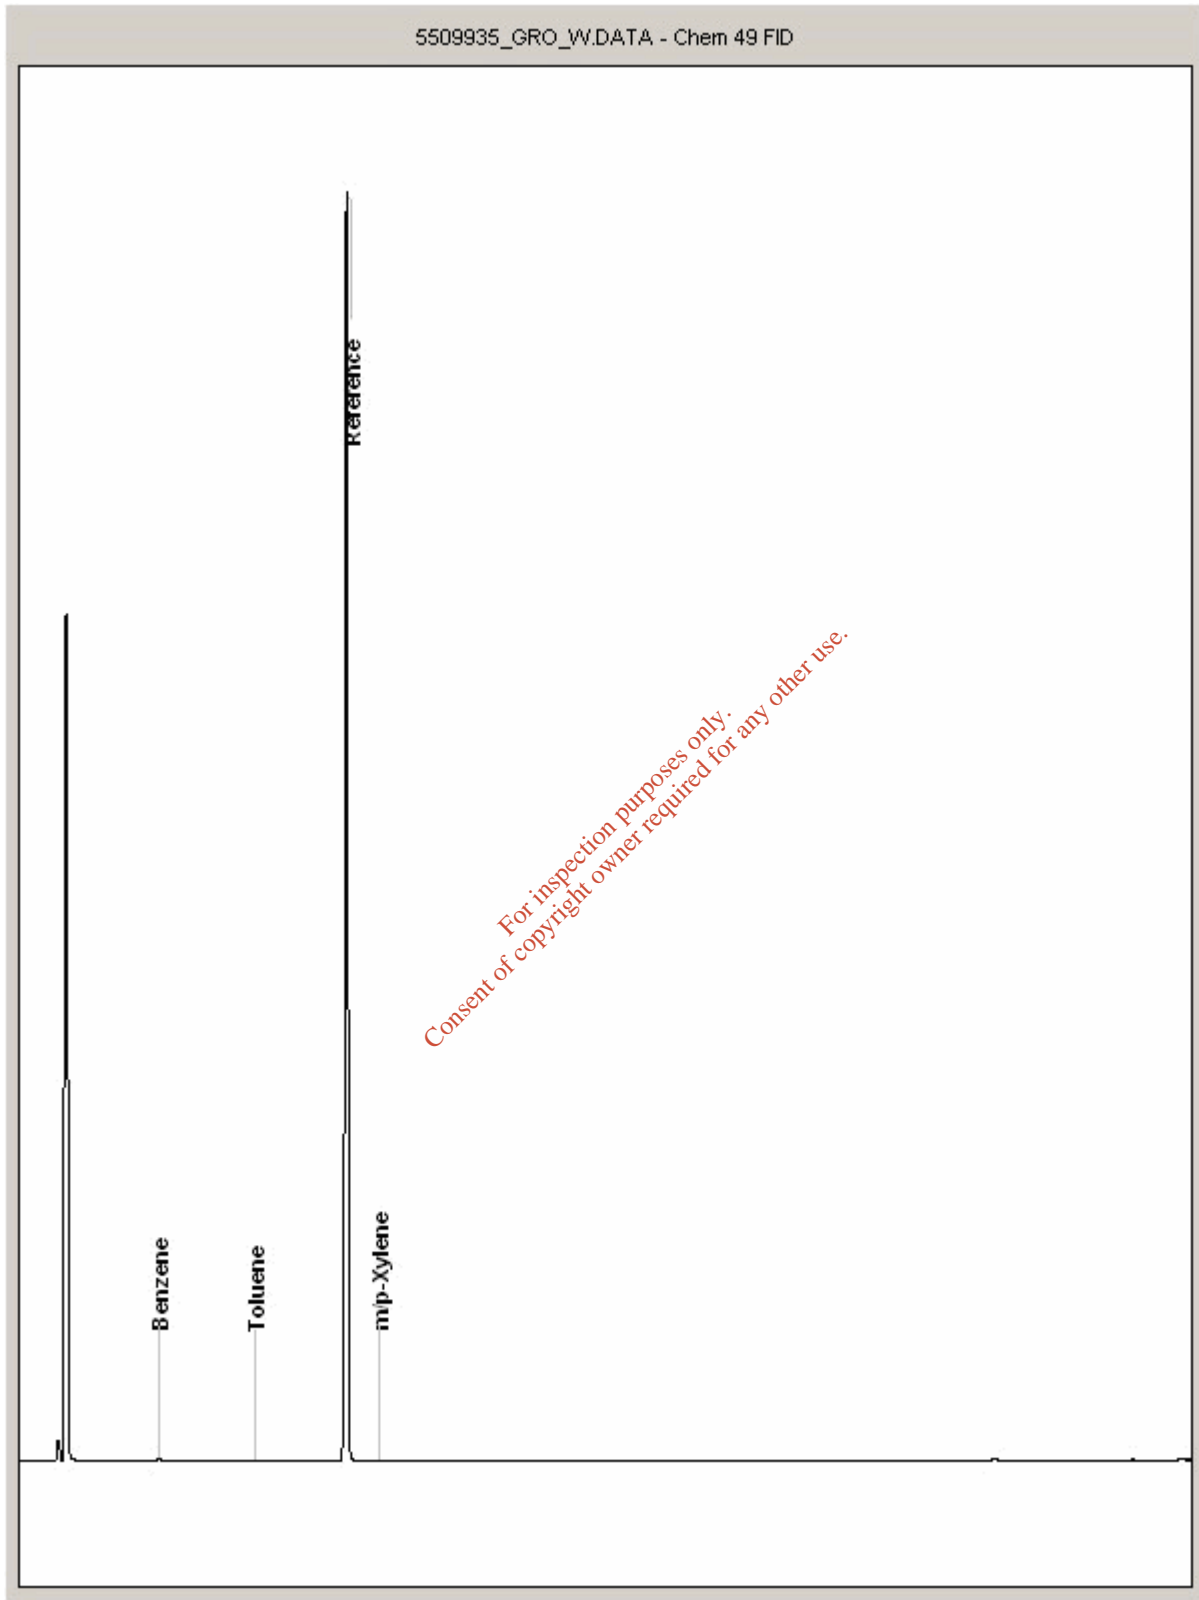 5509935_GRO_W.DATA - Chem 49 FID
Reference
Benzene
Toluene
m/p-Xylene
For inspection purposes only.
Consent of copyright owner required for any other use.